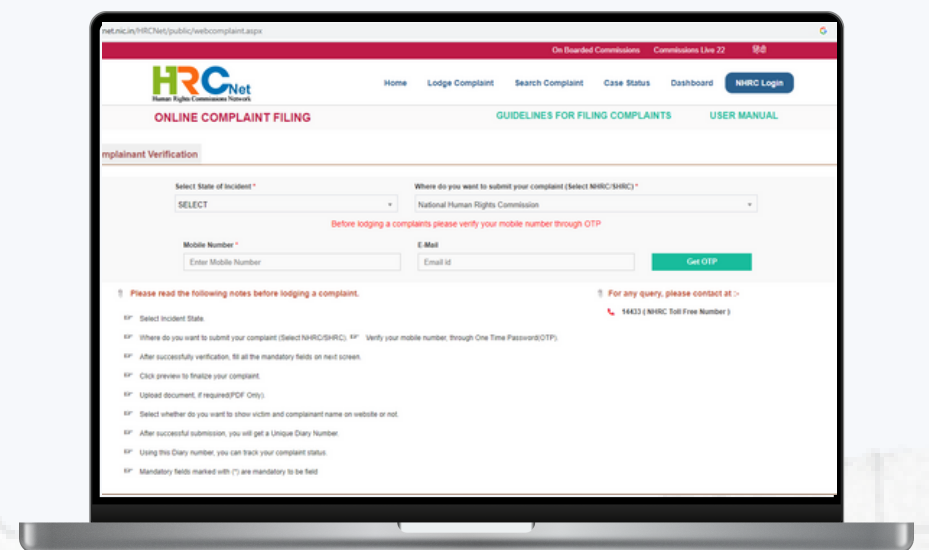 net.nic.in/HRCNet/public/webcomplaint.aspx
On Boarded Commissions Commissions Live 22 हिंदी
HRCNet
Human Rights Commissions Network
Home Lodge Complaint Search Complaint Case Status Dashboard NHRC Login
ONLINE COMPLAINT FILING GUIDELINES FOR FILING COMPLAINTS USER MANUAL
mplainant Verification
Select State of Incident * Where do you want to submit your complaint (Select NHRC/SHRC) *
SELECT National Human Rights Commission
Before lodging a complaints please verify your mobile number through OTP
Mobile Number * E-Mail
Enter Mobile Number Email id Get OTP
Please read the following notes before lodging a complaint. For any query, please contact at :-
Select Incident State. 14433 ( NHRC Toll Free Number )
Where do you want to submit your complaint (Select NHRC/SHRC). Verify your mobile number, through One Time Password(OTP).
After successfully verification, fill all the mandatory fields on next screen.
Click preview to finalize your complaint.
Upload document, if required(PDF Only).
Select whether do you want to show victim and complainant name on website or not.
After successful submission, you will get a Unique Diary Number.
Using this Diary number, you can track your complaint status.
Mandatory fields marked with (*) are mandatory to be field